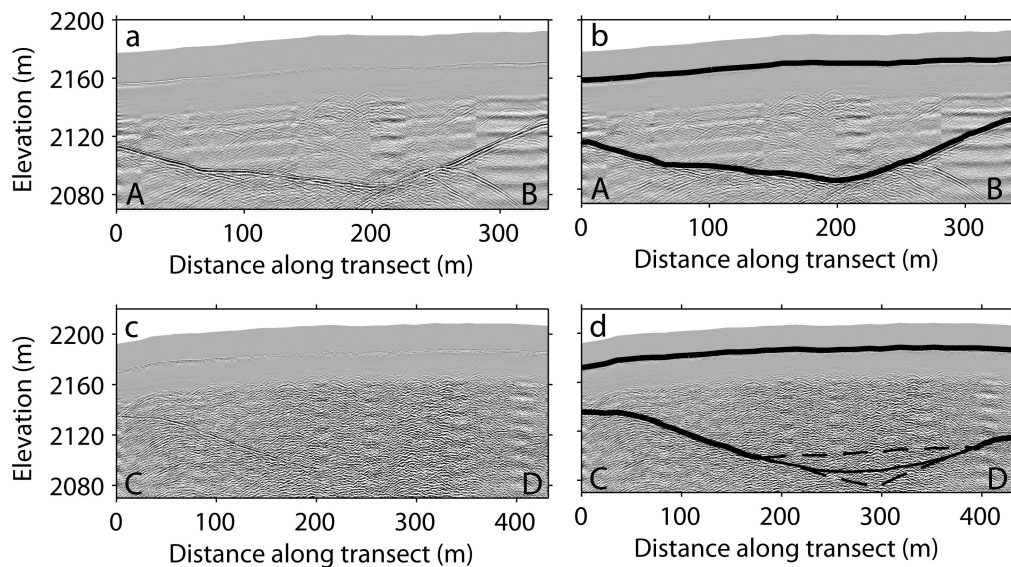 a
2200
2160
2120
2080
Elevation (m)
A
B
0 100 200 300
Distance along transect (m)
b
A
B
0 100 200 300
Distance along transect (m)
c
2200
2160
2120
2080
Elevation (m)
C
D
0 100 200 300 400
Distance along transect (m)
d
C
D
0 100 200 300 400
Distance along transect (m)